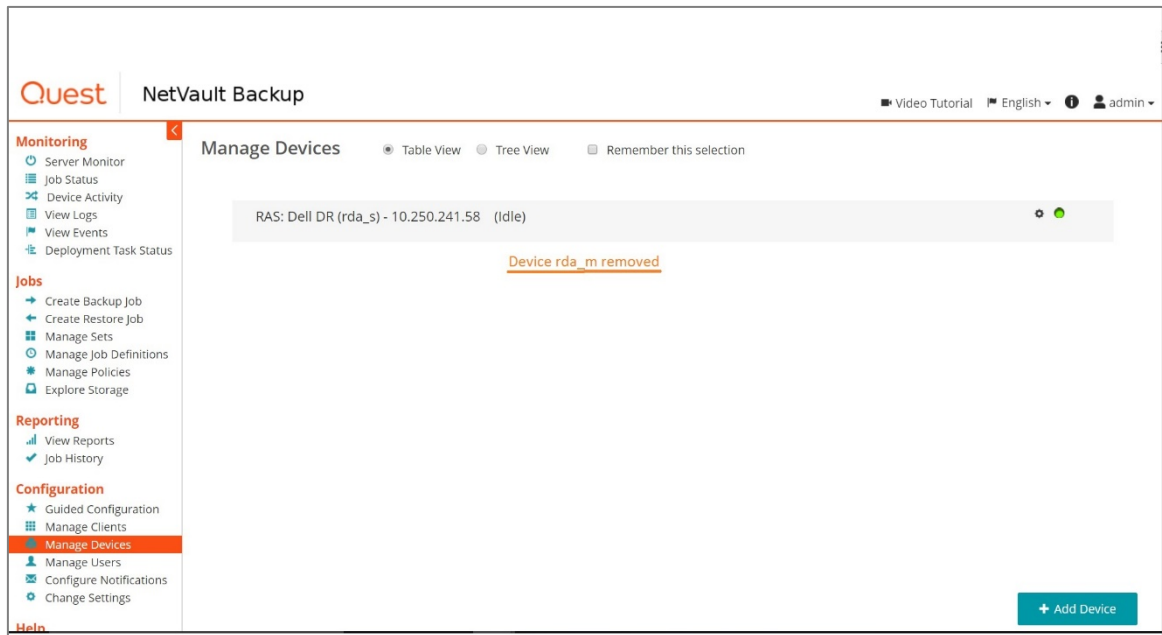 Quest NetVault Backup
Video Tutorial English admin
Monitoring
Server Monitor
Job Status
Device Activity
View Logs
View Events
Deployment Task Status
Jobs
Create Backup Job
Create Restore Job
Manage Sets
Manage Job Definitions
Manage Policies
Explore Storage
Reporting
View Reports
Job History
Configuration
Guided Configuration
Manage Clients
Manage Devices
Manage Users
Configure Notifications
Change Settings
Help
Manage Devices Table View Tree View Remember this selection
RAS: Dell DR (rda_s) - 10.250.241.58 (Idle)
Device rda_m removed
+ Add Device